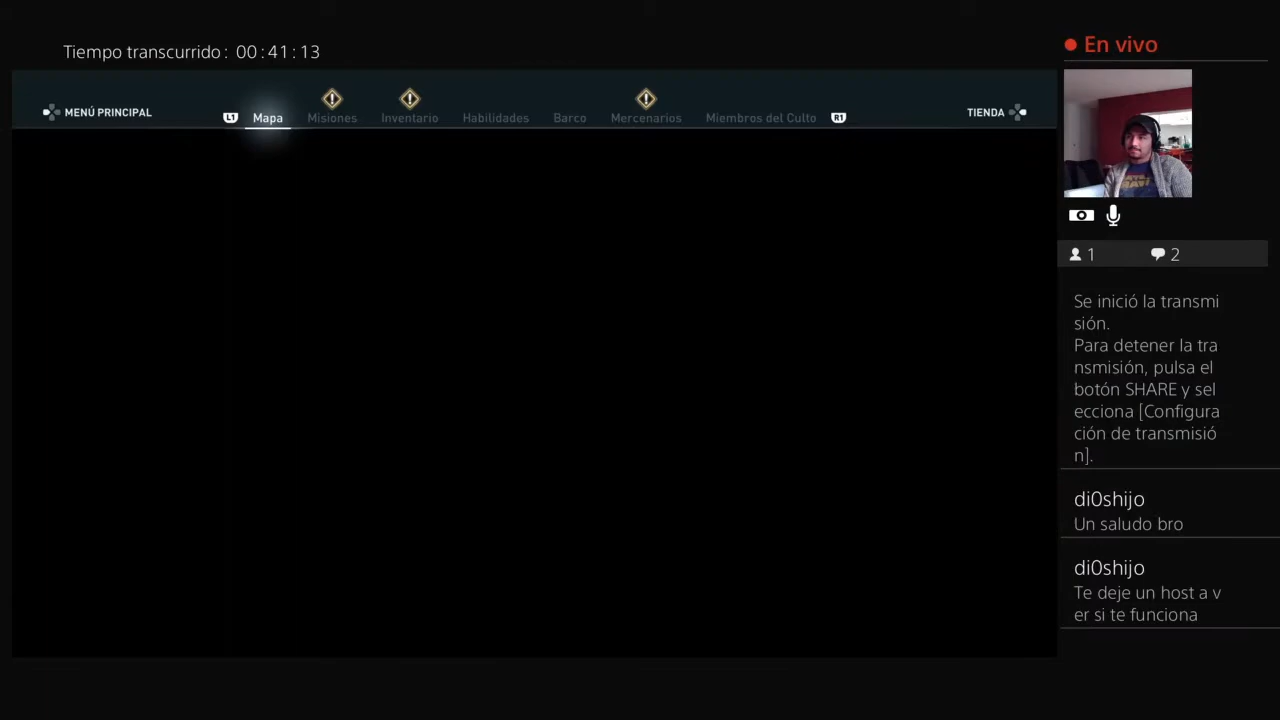 Tiempo transcurrido: 00:41:13
En vivo
MENÚ PRINCIPAL
L1 Mapa Misiones Inventario Habilidades Barco Mercenarios Miembros del Culto R1
TIENDA
1 2
Se inició la transmi
sión.
Para detener la tra
nsmisión, pulsa el
botón SHARE y sel
ecciona [Configura
ción de transmisió
n].
di0shijo
Un saludo bro
di0shijo
Te deje un host a v
er si te funciona